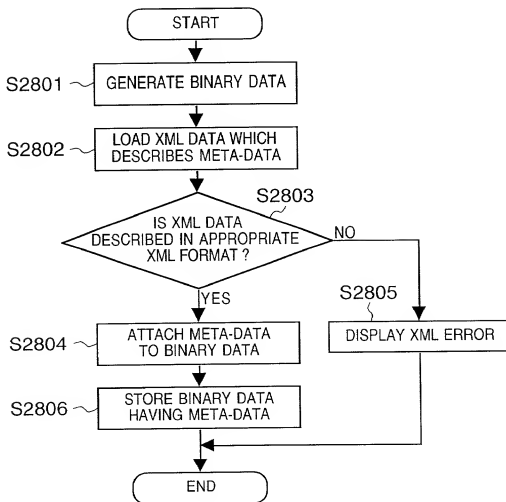 START
S2801
GENERATE BINARY DATA
S2802
LOAD XML DATA WHICH
DESCRIBES META-DATA
S2803
IS XML DATA
DESCRIBED IN APPROPRIATE
XML FORMAT ?
NO
YES
S2805
S2804
ATTACH META-DATA
TO BINARY DATA
DISPLAY XML ERROR
S2806
STORE BINARY DATA
HAVING META-DATA
END